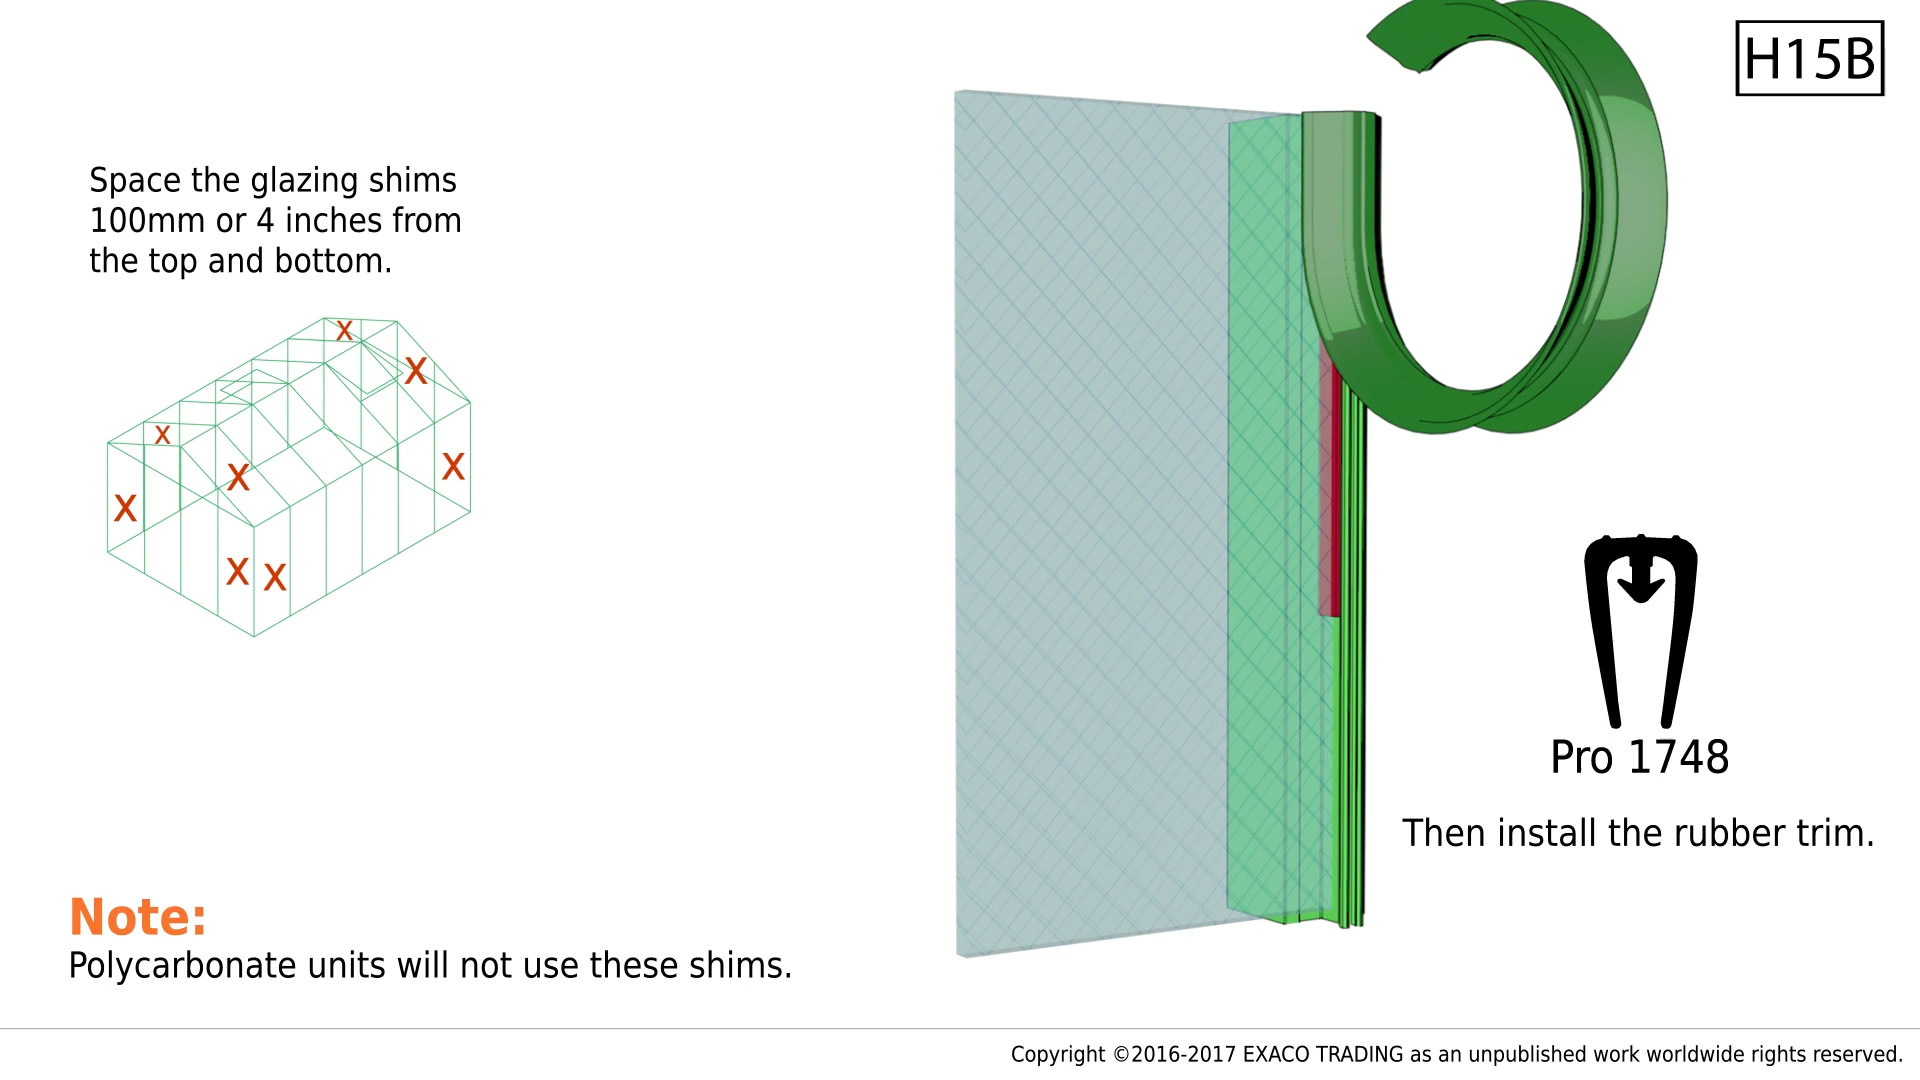 H15B
Space the glazing shims
100mm or 4 inches from
the top and bottom.
X
X
X
X
X
X
X
X
Pro 1748
Then install the rubber trim.
Note:
Polycarbonate units will not use these shims.
Copyright ©2016-2017 EXACO TRADING as an unpublished work worldwide rights reserved.